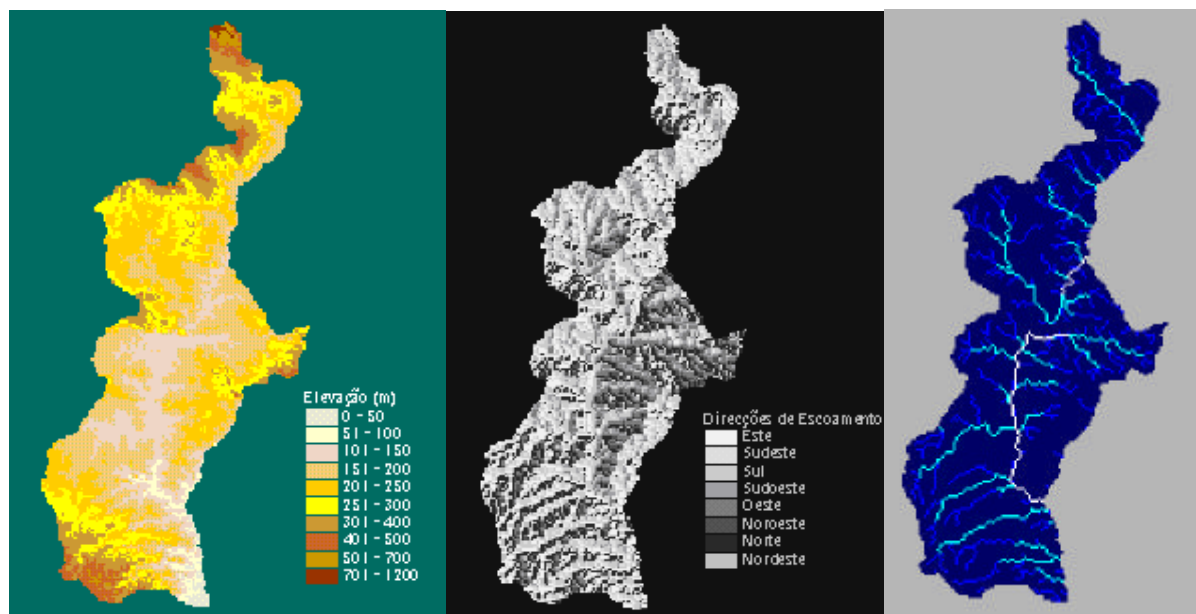 Elevação (m)
0 - 50
51 - 100
101 - 150
151 - 200
201 - 250
251 - 300
301 - 400
401 - 500
501 - 700
701 - 1200
Direcções de Escoamento
Este
Sudeste
Sul
Sudoeste
Oeste
Noroeste
Norte
Nordeste